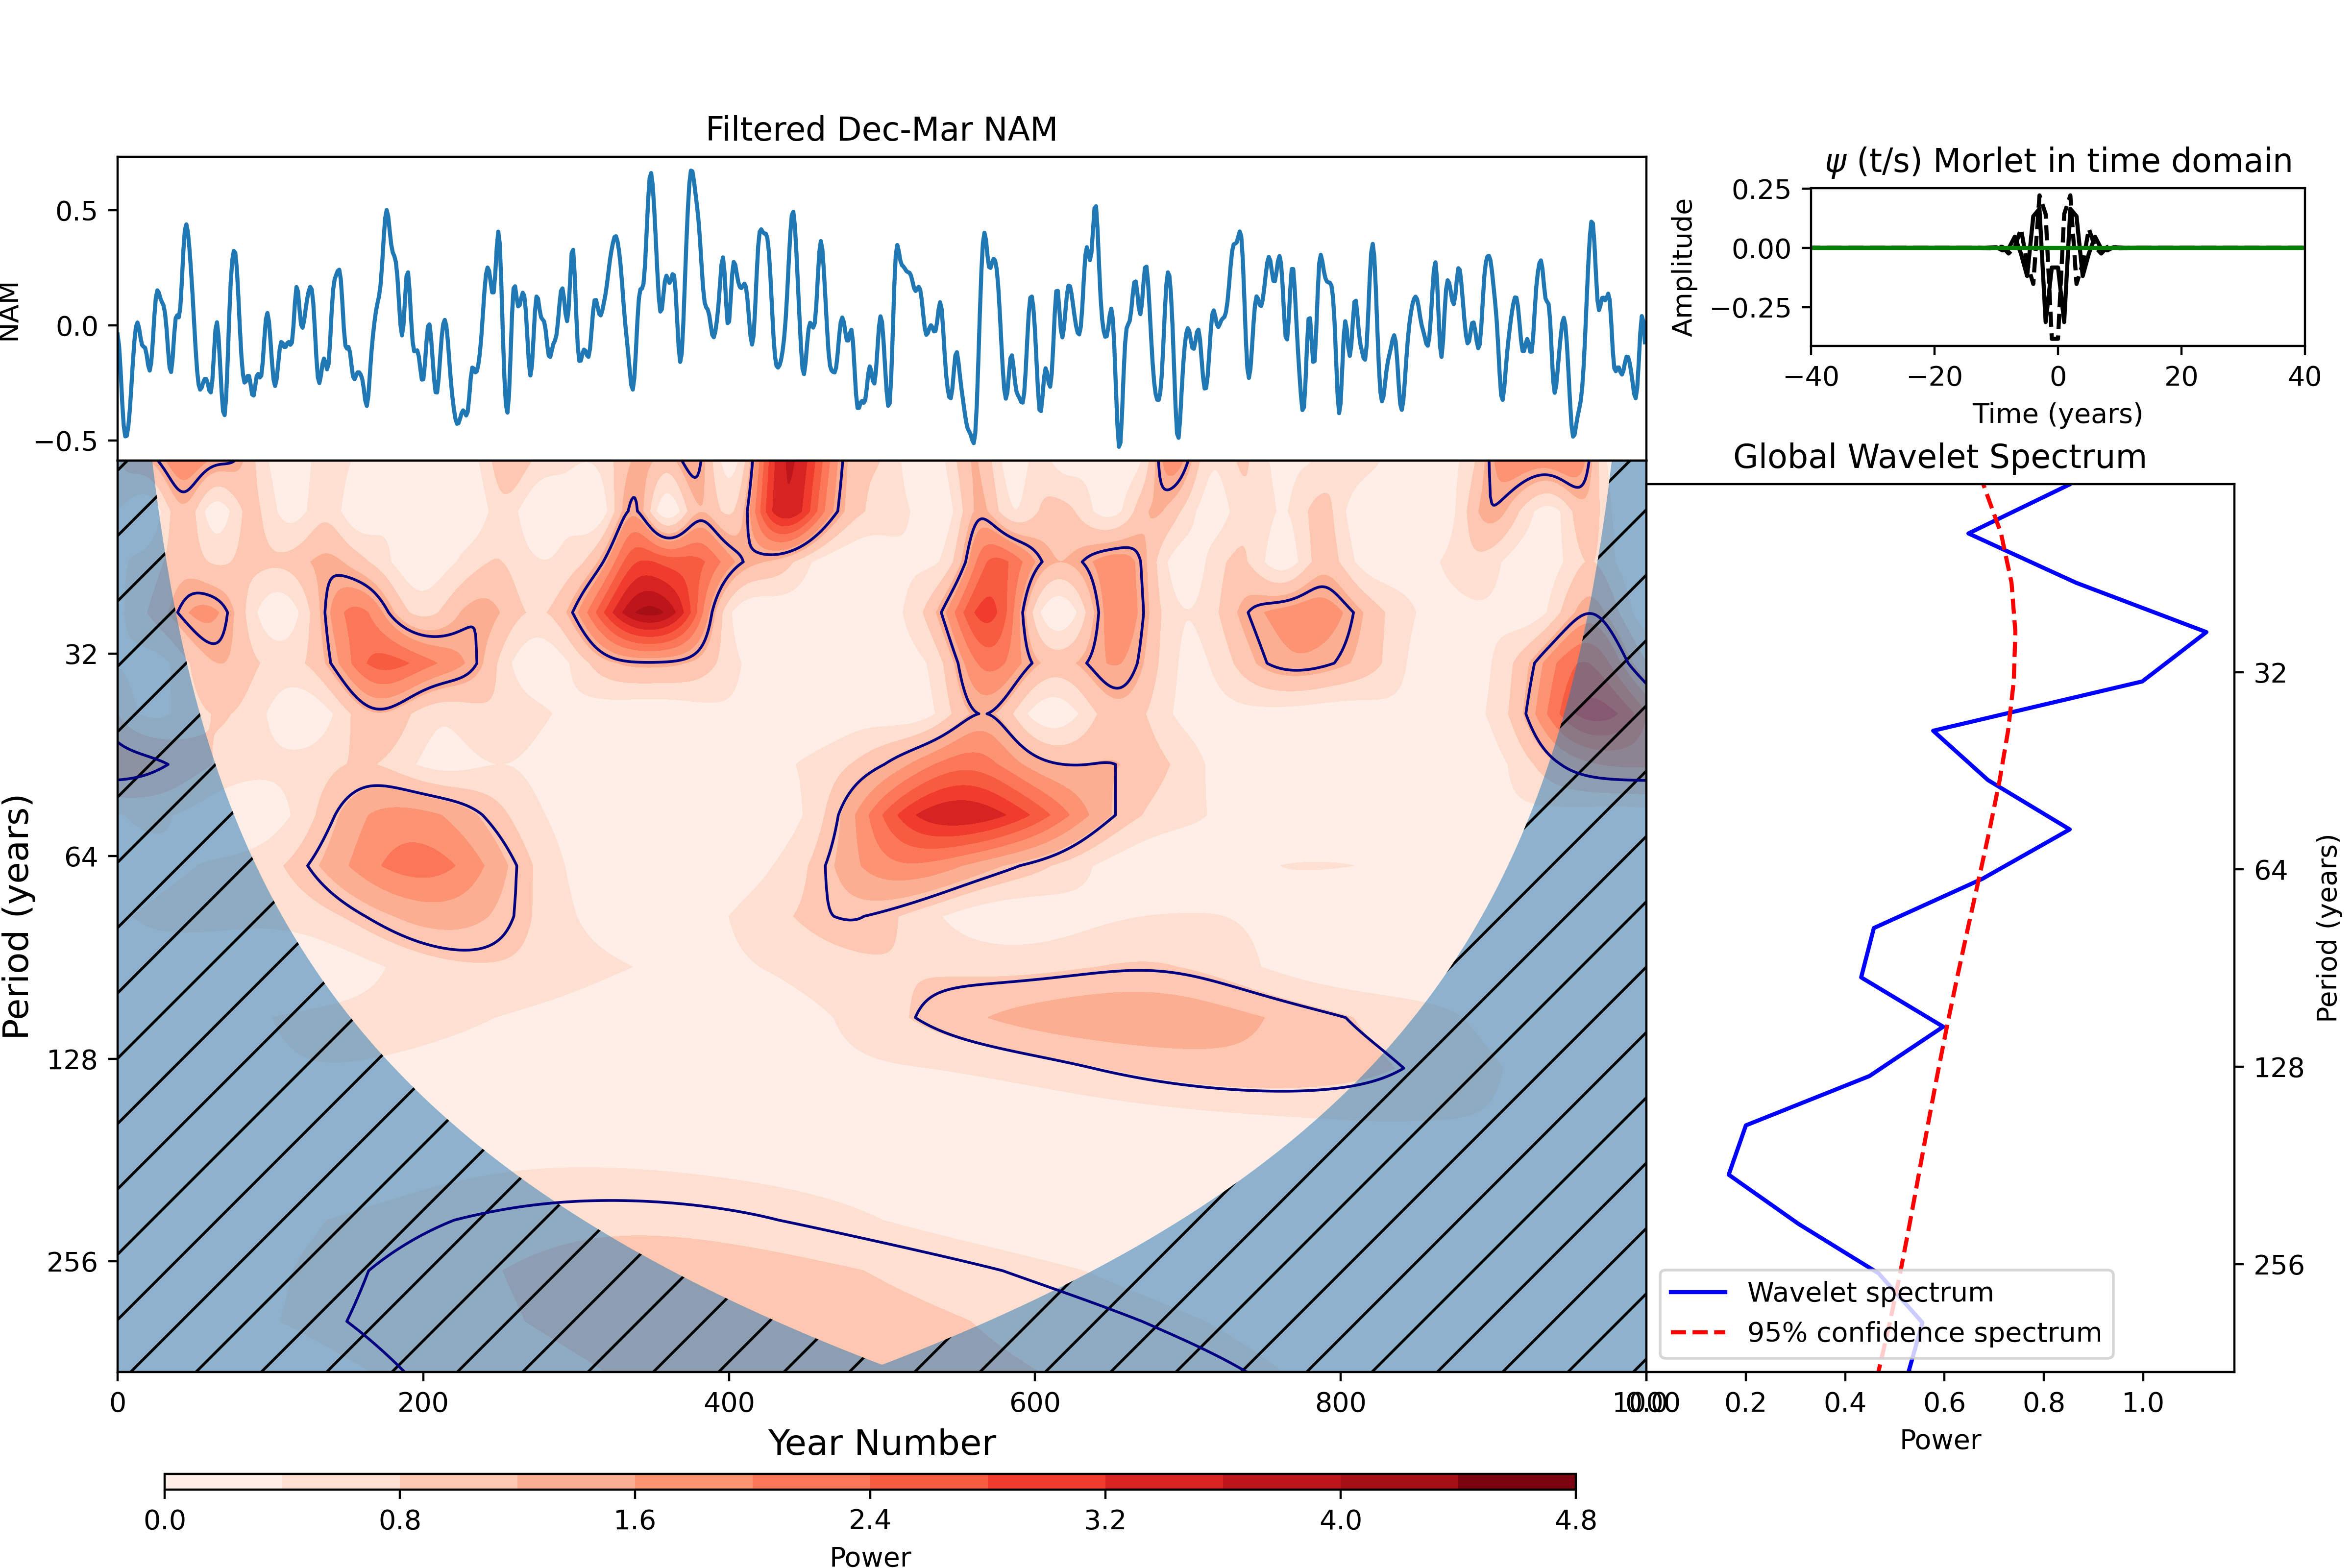 Filtered Dec-Mar NAM
NAM
0.5
0.0
−0.5
ψ (t/s) Morlet in time domain
Amplitude
0.25
0.00
−0.25
−40 −20 0 20 40
Time (years)
Global Wavelet Spectrum
Period (years)
32
64
128
256
0 200 400 600 800 1000
Year Number
32
64
128
256
Period (years)
Wavelet spectrum
95% confidence spectrum
0.0 0.2 0.4 0.6 0.8 1.0
Power
0.0 0.8 1.6 2.4 3.2 4.0 4.8
Power